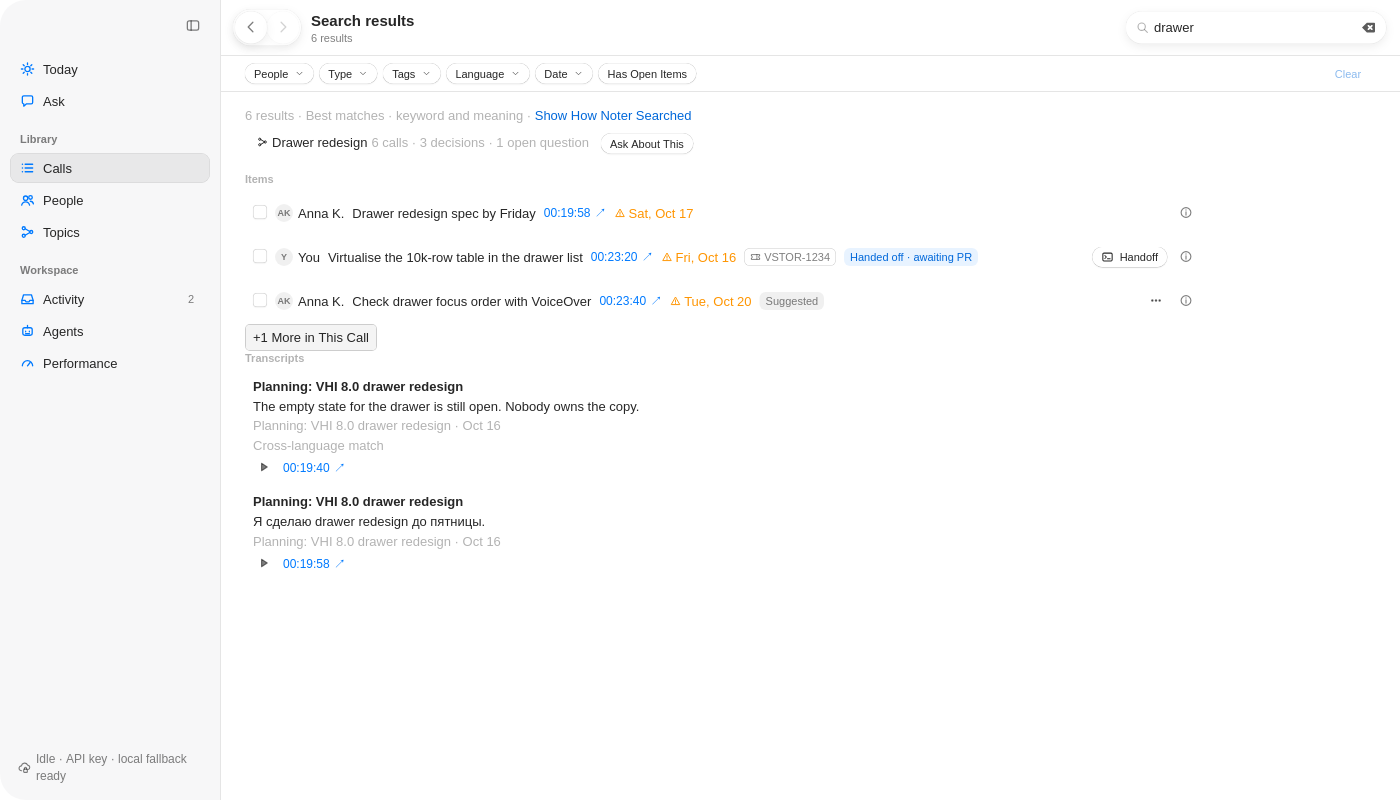 Search results
6 results
drawer
Today
Ask
Library
Calls
People
Topics
Workspace
Activity 2
Agents
Performance
Idle · API key · local fallback
ready
People Type Tags Language Date Has Open Items Clear
6 results · Best matches · keyword and meaning · Show How Noter Searched
Drawer redesign 6 calls · 3 decisions · 1 open question Ask About This
Items
AK Anna K. Drawer redesign spec by Friday 00:19:58 Sat, Oct 17
Y You Virtualise the 10k-row table in the drawer list 00:23:20 Fri, Oct 16 VSTOR-1234 Handed off · awaiting PR Handoff
AK Anna K. Check drawer focus order with VoiceOver 00:23:40 Tue, Oct 20 Suggested
+1 More in This Call
Transcripts
Planning: VHI 8.0 drawer redesign
The empty state for the drawer is still open. Nobody owns the copy.
Planning: VHI 8.0 drawer redesign · Oct 16
Cross-language match
00:19:40
Planning: VHI 8.0 drawer redesign
Я сделаю drawer redesign до пятницы.
Planning: VHI 8.0 drawer redesign · Oct 16
00:19:58